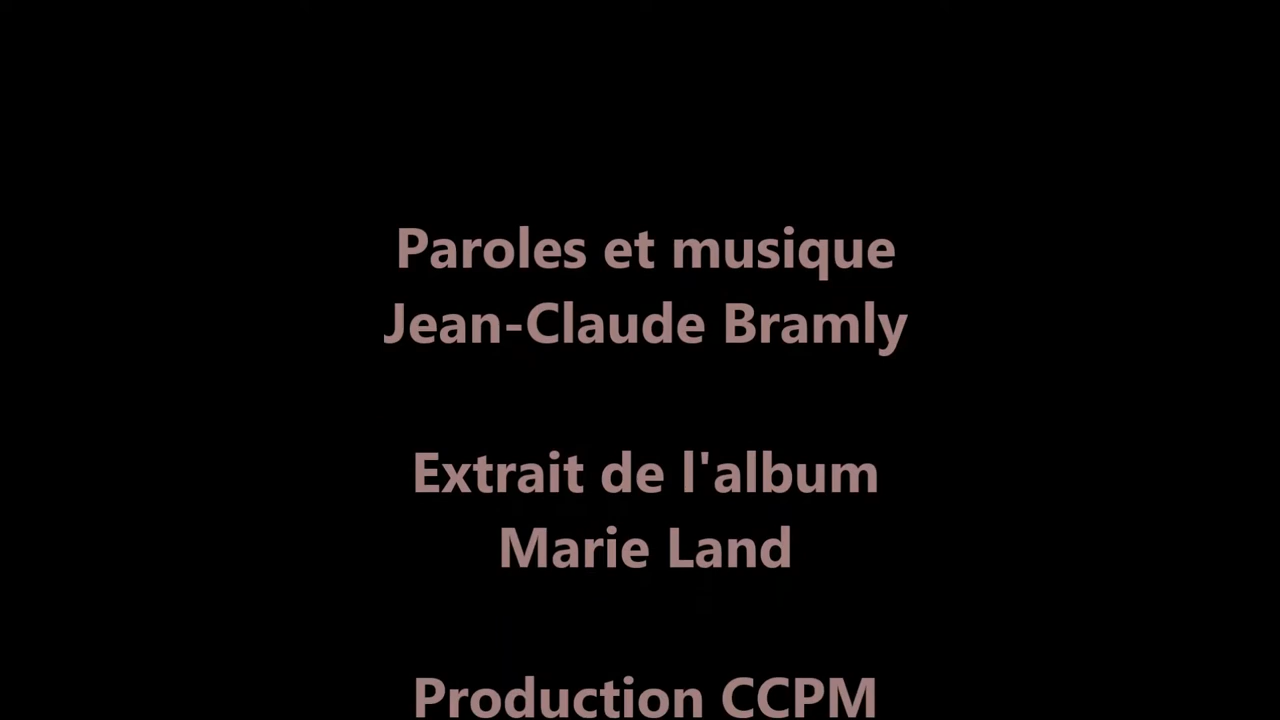 Paroles et musique
Jean-Claude Bramly
Extrait de l'album
Marie Land
Production CCPM